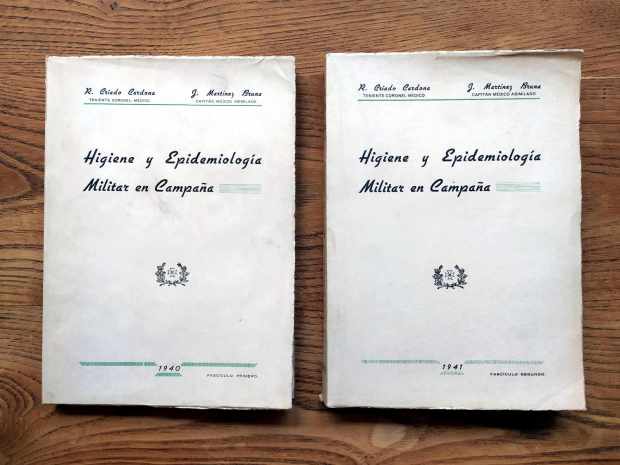 R. Criado Cardona J. Martínez Bruna
TENIENTE CORONEL MÉDICO CAPITÁN MÉDICO ASIMILADO
Higiene y Epidemiología
Militar en Campaña
1940
FASCÍCULO PRIMERO
R. Criado Cardona J. Martínez Bruna
TENIENTE CORONEL MÉDICO CAPITÁN MÉDICO ASIMILADO
Higiene y Epidemiología
Militar en Campaña
1941
FASCÍCULO SEGUNDO